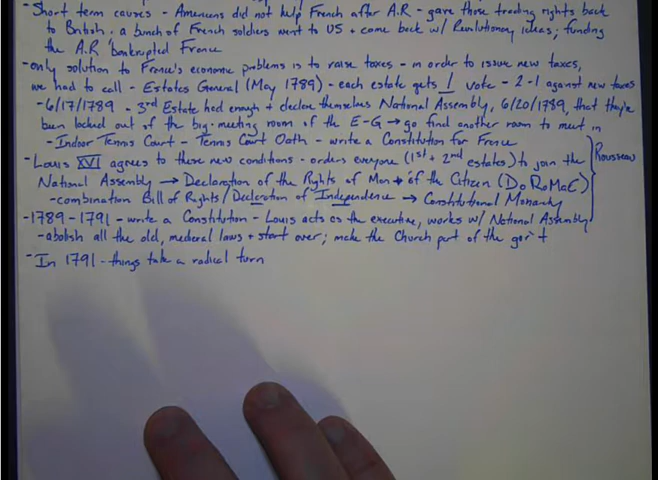 - Short term causes - Americans did not help French after A.R - gave those trading rights back
to British. a bunch of French soldiers went to US + come back w/ Revolutionary ideas; funding
the A.R bankrupted France
- only solution to France's economic problems is to raise taxes - in order to issue new taxes,
we had to call - Estates General (May 1789) - each estate gets 1 vote - 2-1 against new taxes
- 6/17/1789 - 3rd Estate had enough + declare themselves National Assembly, 6/20/1789, that they're
been locked out of the big meeting room of the E-G → go find another room to meet in
- Indoor Tennis Court - Tennis Court Oath - write a Constitution for France
- Louis XVI agrees to these new conditions - orders everyone (1st + 2nd estates) to join the
National Assembly → Declaration of the Rights of Man + of the Citizen (DoRoMaC)
- combination Bill of Rights/Declaration of Independence → Constitutional Monarchy
Rousseau
- 1789-1791 - write a Constitution - Louis acts as the executive, works w/ National Assembly
- abolish all the old, medieval laws + start over; make the Church part of the gov't
- In 1791 - things take a radical turn